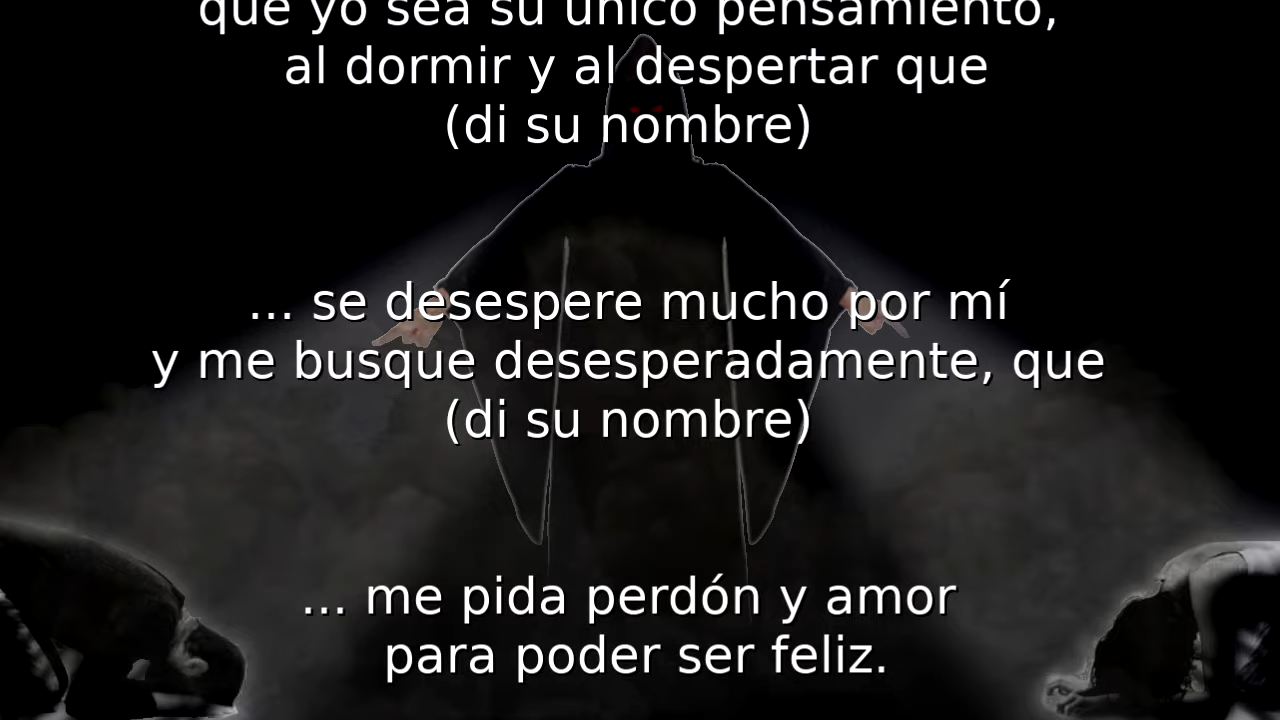 que yo sea su único pensamiento,
al dormir y al despertar que
(di su nombre)
... se desespere mucho por mí
y me busque desesperadamente, que
(di su nombre)
... me pida perdón y amor
para poder ser feliz.